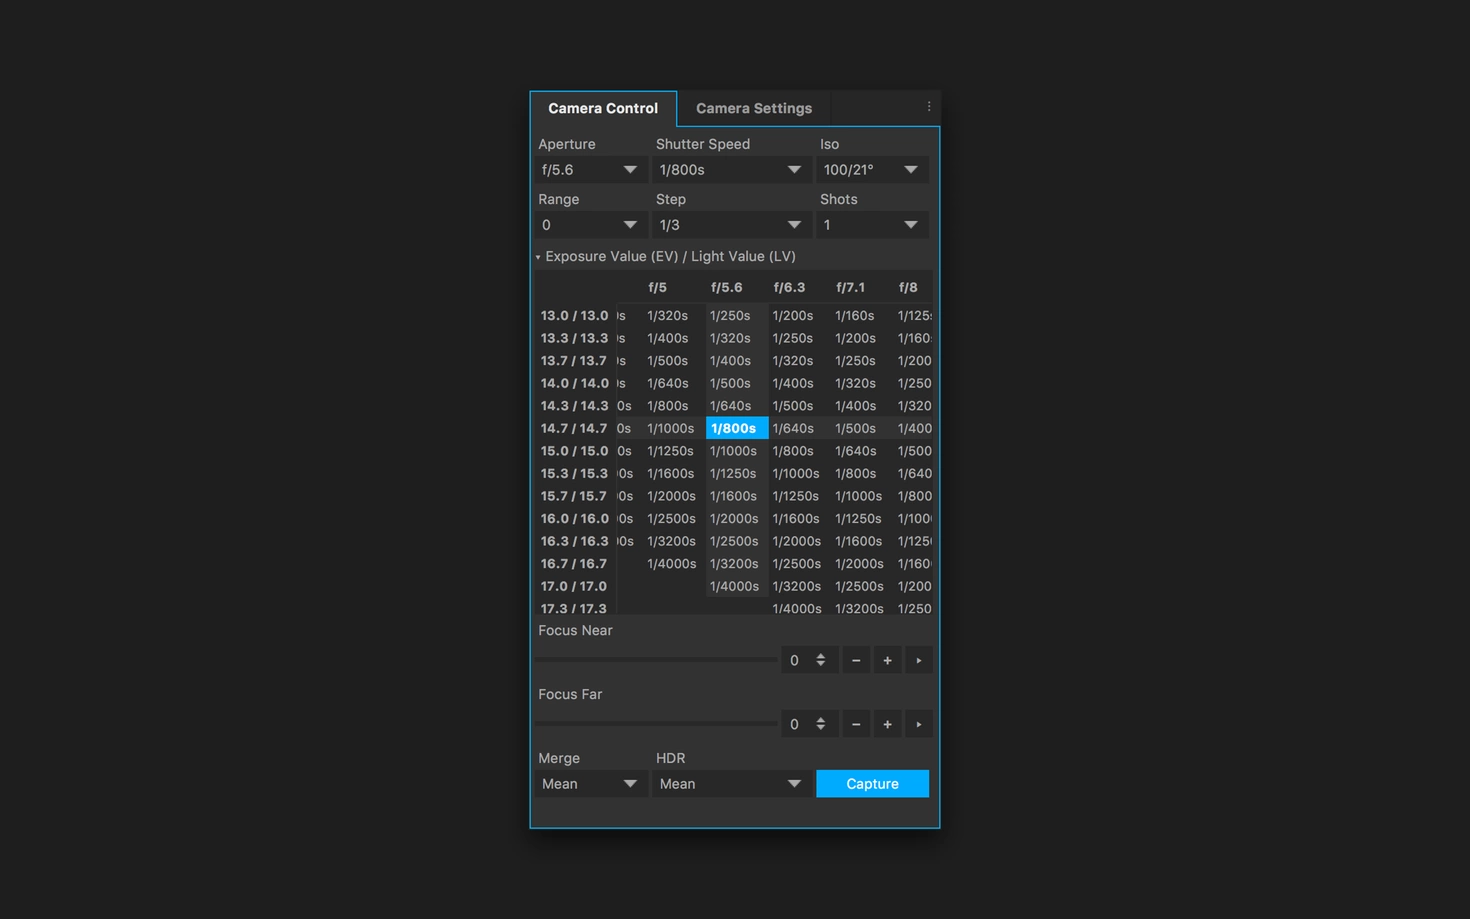 Camera Control Camera Settings
Aperture Shutter Speed Iso
f/5.6 1/800s 100/21°
Range Step Shots
0 1/3 1
Exposure Value (EV) / Light Value (LV)
f/5 f/5.6 f/6.3 f/7.1 f/8
13.0 / 13.0 1/320s 1/250s 1/200s 1/160s 1/125s
13.3 / 13.3 1/400s 1/320s 1/250s 1/200s 1/160
13.7 / 13.7 1/500s 1/400s 1/320s 1/250s 1/200
14.0 / 14.0 1/640s 1/500s 1/400s 1/320s 1/250
14.3 / 14.3 0s 1/800s 1/640s 1/500s 1/400s 1/320
14.7 / 14.7 0s 1/1000s 1/800s 1/640s 1/500s 1/400
15.0 / 15.0 0s 1/1250s 1/1000s 1/800s 1/640s 1/500
15.3 / 15.3 0s 1/1600s 1/1250s 1/1000s 1/800s 1/640
15.7 / 15.7 0s 1/2000s 1/1600s 1/1250s 1/1000s 1/800
16.0 / 16.0 0s 1/2500s 1/2000s 1/1600s 1/1250s 1/100
16.3 / 16.3 0s 1/3200s 1/2500s 1/2000s 1/1600s 1/125
16.7 / 16.7 1/4000s 1/3200s 1/2500s 1/2000s 1/160
17.0 / 17.0 1/4000s 1/3200s 1/2500s 1/200
17.3 / 17.3 1/4000s 1/3200s 1/250
Focus Near
0 − +
Focus Far
0 − +
Merge HDR
Mean Mean Capture